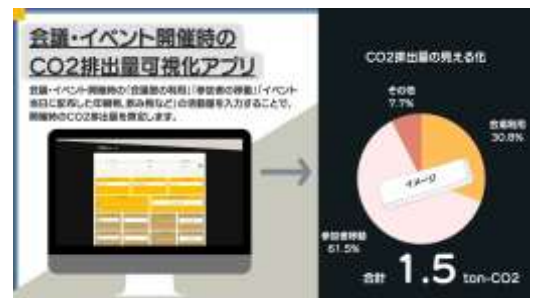 会議・イベント開催時の
CO2排出量可視化アプリ
会議・イベント開催時の「会議室の利用」「参加者の移動」「イベント
当日に配布した印刷物、飲み物など」の活動量を入力することで、
開催時のCO2排出量を算定します。
CO2排出量の見える化
その他
7.7%
会場利用
30.8%
イメージ
参加者移動
61.5%
合計 1.5 ton-CO2